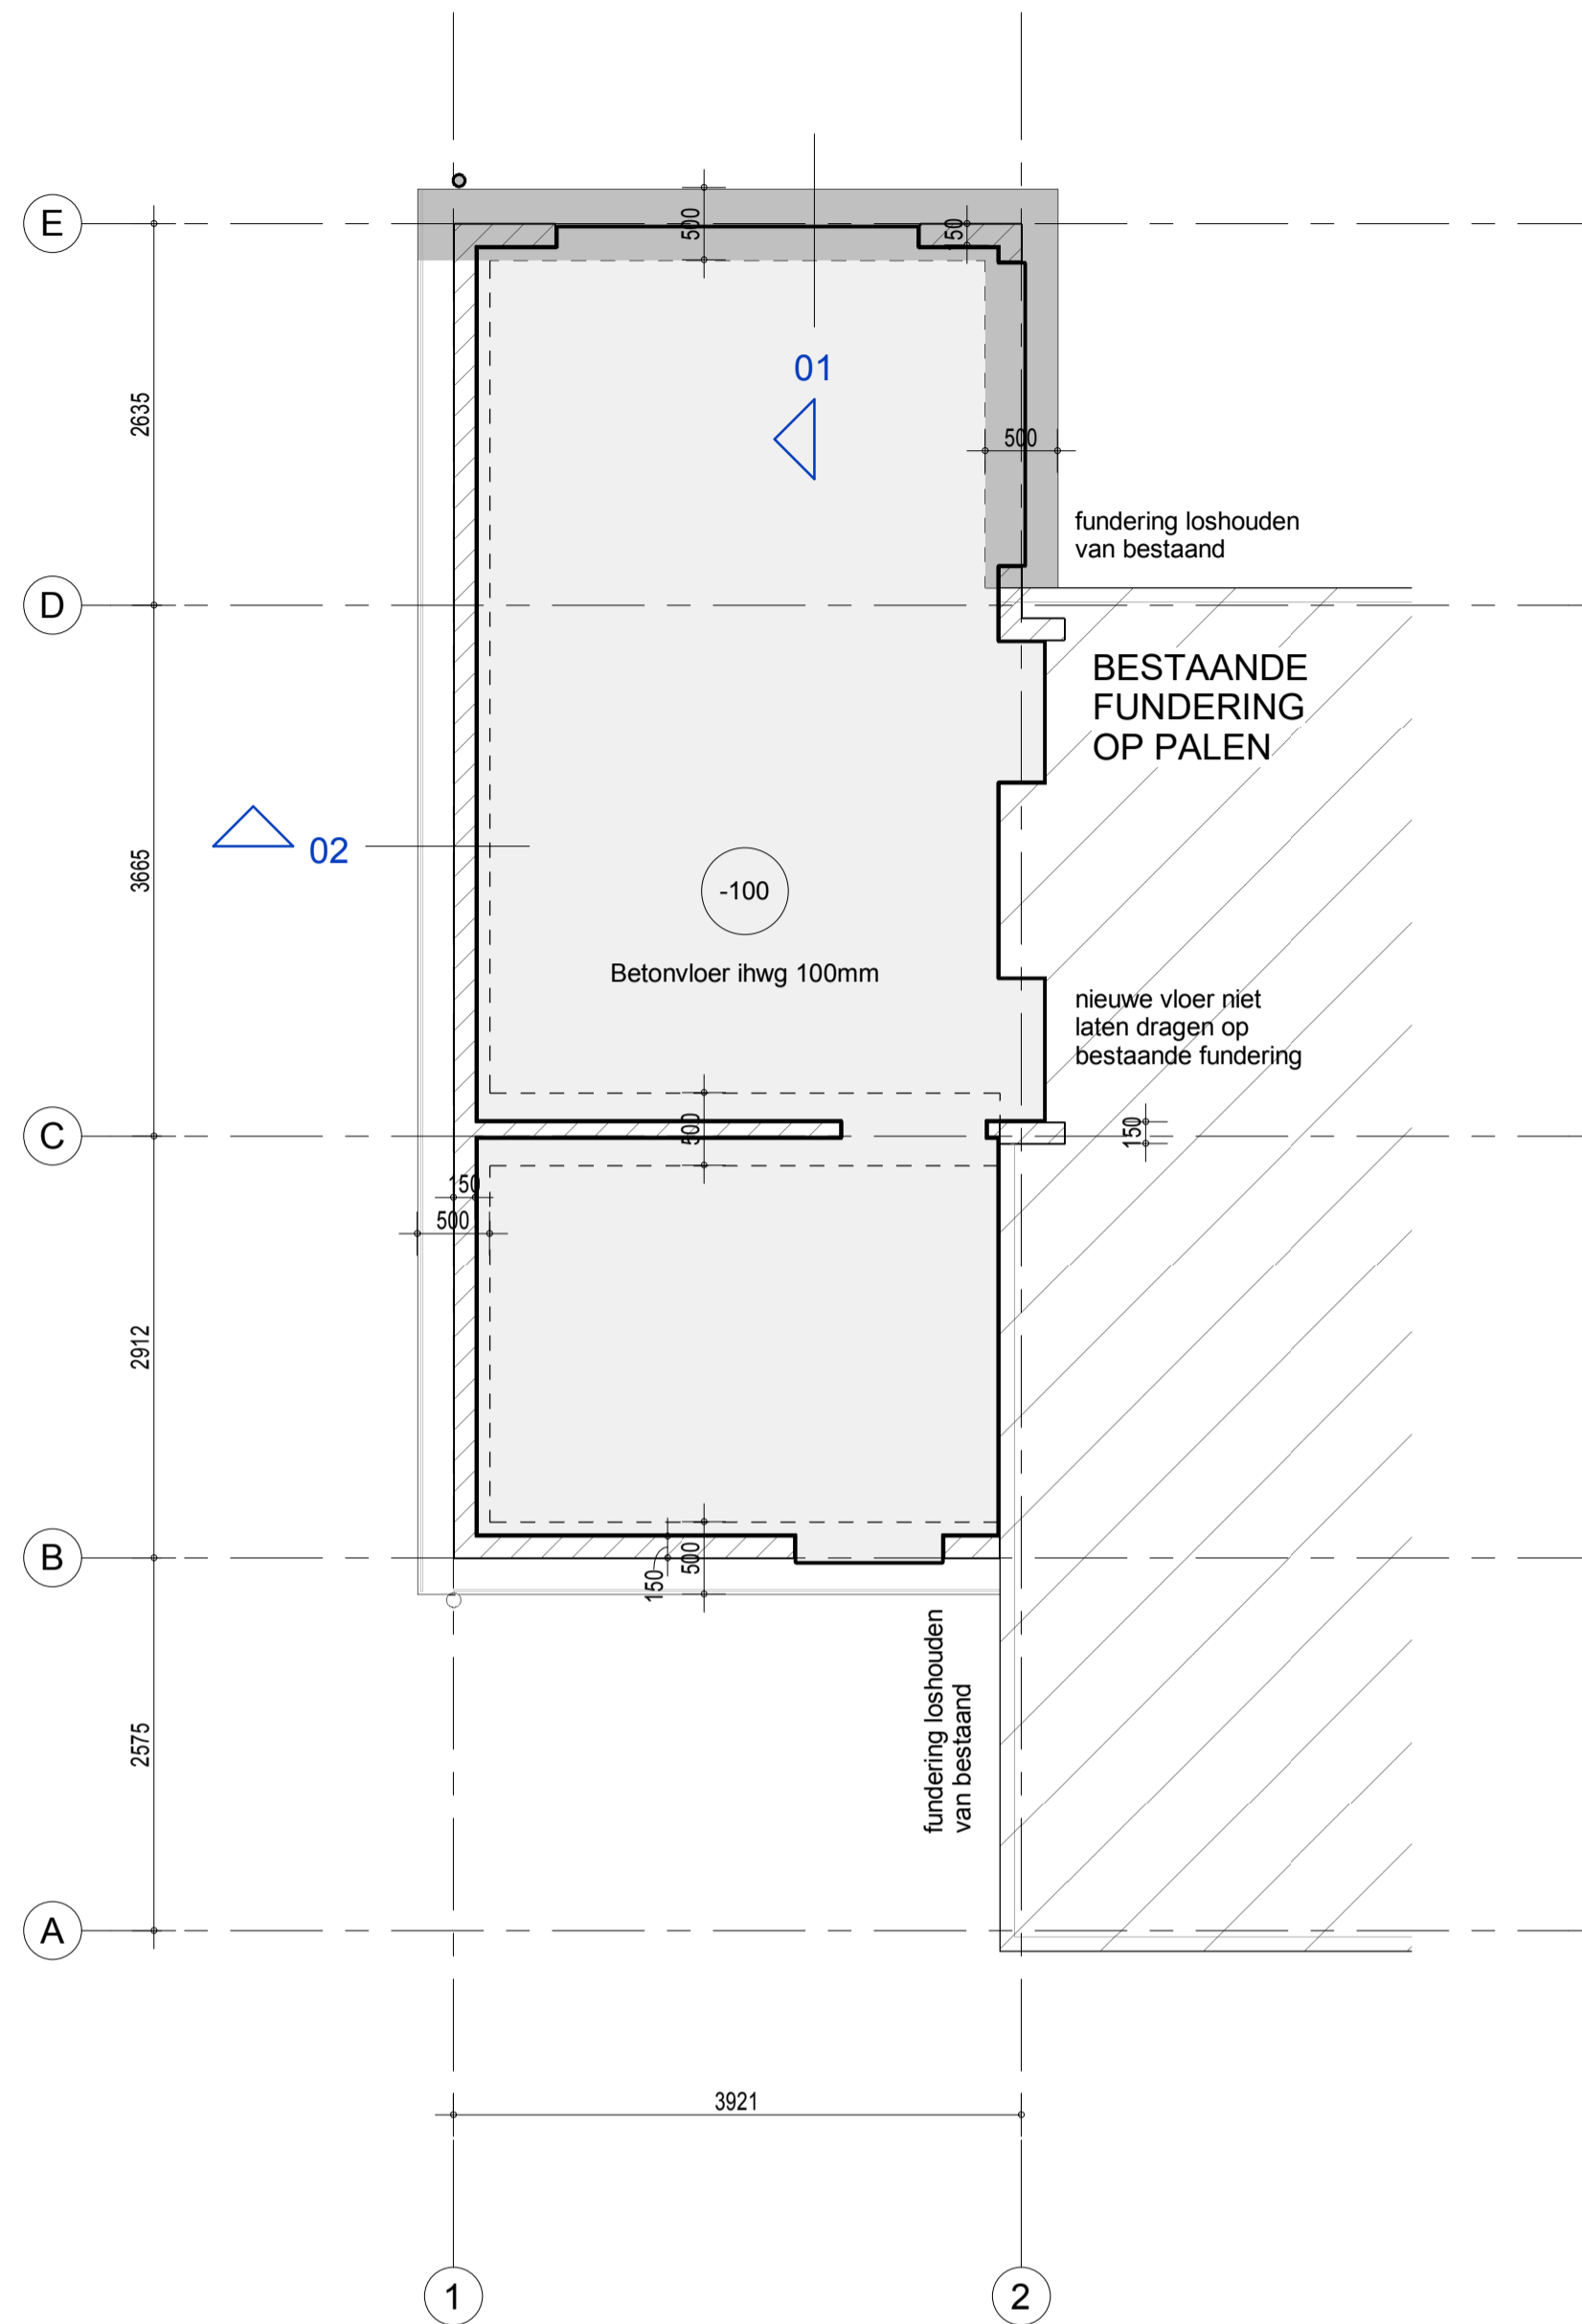 E
500
150
01
2635
500
fundering loshouden
van bestaand
D
BESTAANDE
FUNDERING
OP PALEN
02
3665
-100
Betonvloer ihwg 100mm
nieuwe vloer niet
laten dragen op
bestaande fundering
C
500
150
150
500
2912
B
150
500
fundering loshouden
van bestaand
2575
A
3921
1
2